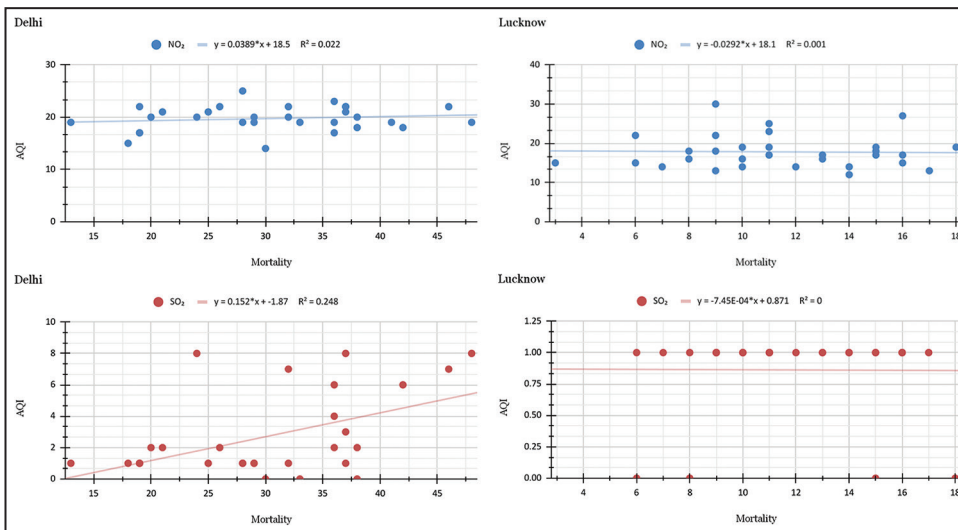 Delhi
NO₂ y = 0.0389*x + 18.5 R² = 0.022
30
20
10
0
AQI
15 20 25 30 35 40 45
Mortality
Lucknow
NO₂ y = -0.0292*x + 18.1 R² = 0.001
40
30
20
10
0
AQI
4 6 8 10 12 14 16 18
Mortality
Delhi
SO₂ y = 0.152*x + -1.87 R² = 0.248
10
8
6
4
2
0
AQI
15 20 25 30 35 40 45
Mortality
Lucknow
SO₂ y = -7.45E-04*x + 0.871 R² = 0
1.25
1.00
0.75
0.50
0.25
0.00
AQI
4 6 8 10 12 14 16 18
Mortality